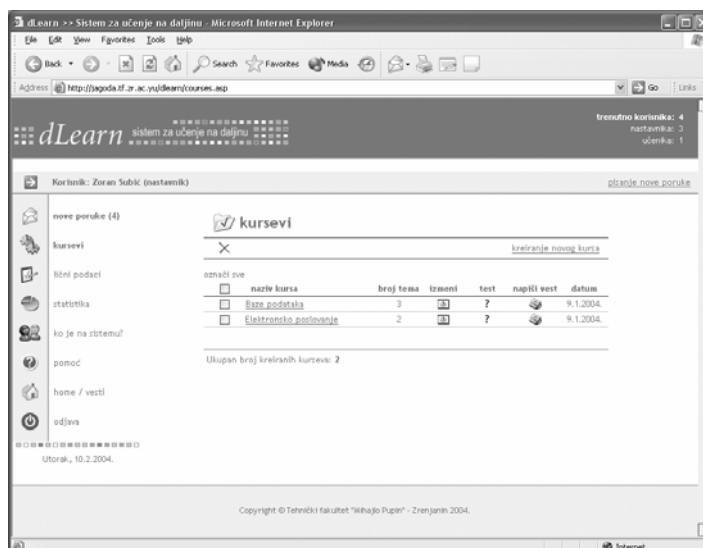 dLearn >> Sistem za učenje na daljinu - Microsoft Internet Explorer
File Edit View Favorites Tools Help
Back Search Favorites Media
Address http://jagoda.tf.zr.ac.yu/dlearn/courses.asp Go Links
trenutno korisnika: 4
dLearn sistem za učenje na daljinu
nastavnika: 3
učenika: 1
Korisnik: Zoran Subić (nastavnik) pisanje nove poruke
nove poruke (4)
kursevi
kursevi
kreiranje novog kursa
lični podaci
označi sve
naziv kursa broj tema izmeni test napiši vest datum
statistika
Baze podataka 3 ? 9.1.2004.
Elektronsko poslovanje 2 ? 9.1.2004.
ko je na sistemu?
pomoć
Ukupan broj kreiranih kurseva: 2
home / vesti
odjava
Utorak, 10.2.2004.
Copyright © Tehnički fakultet "Mihajlo Pupin" - Zrenjanin 2004.
Internet